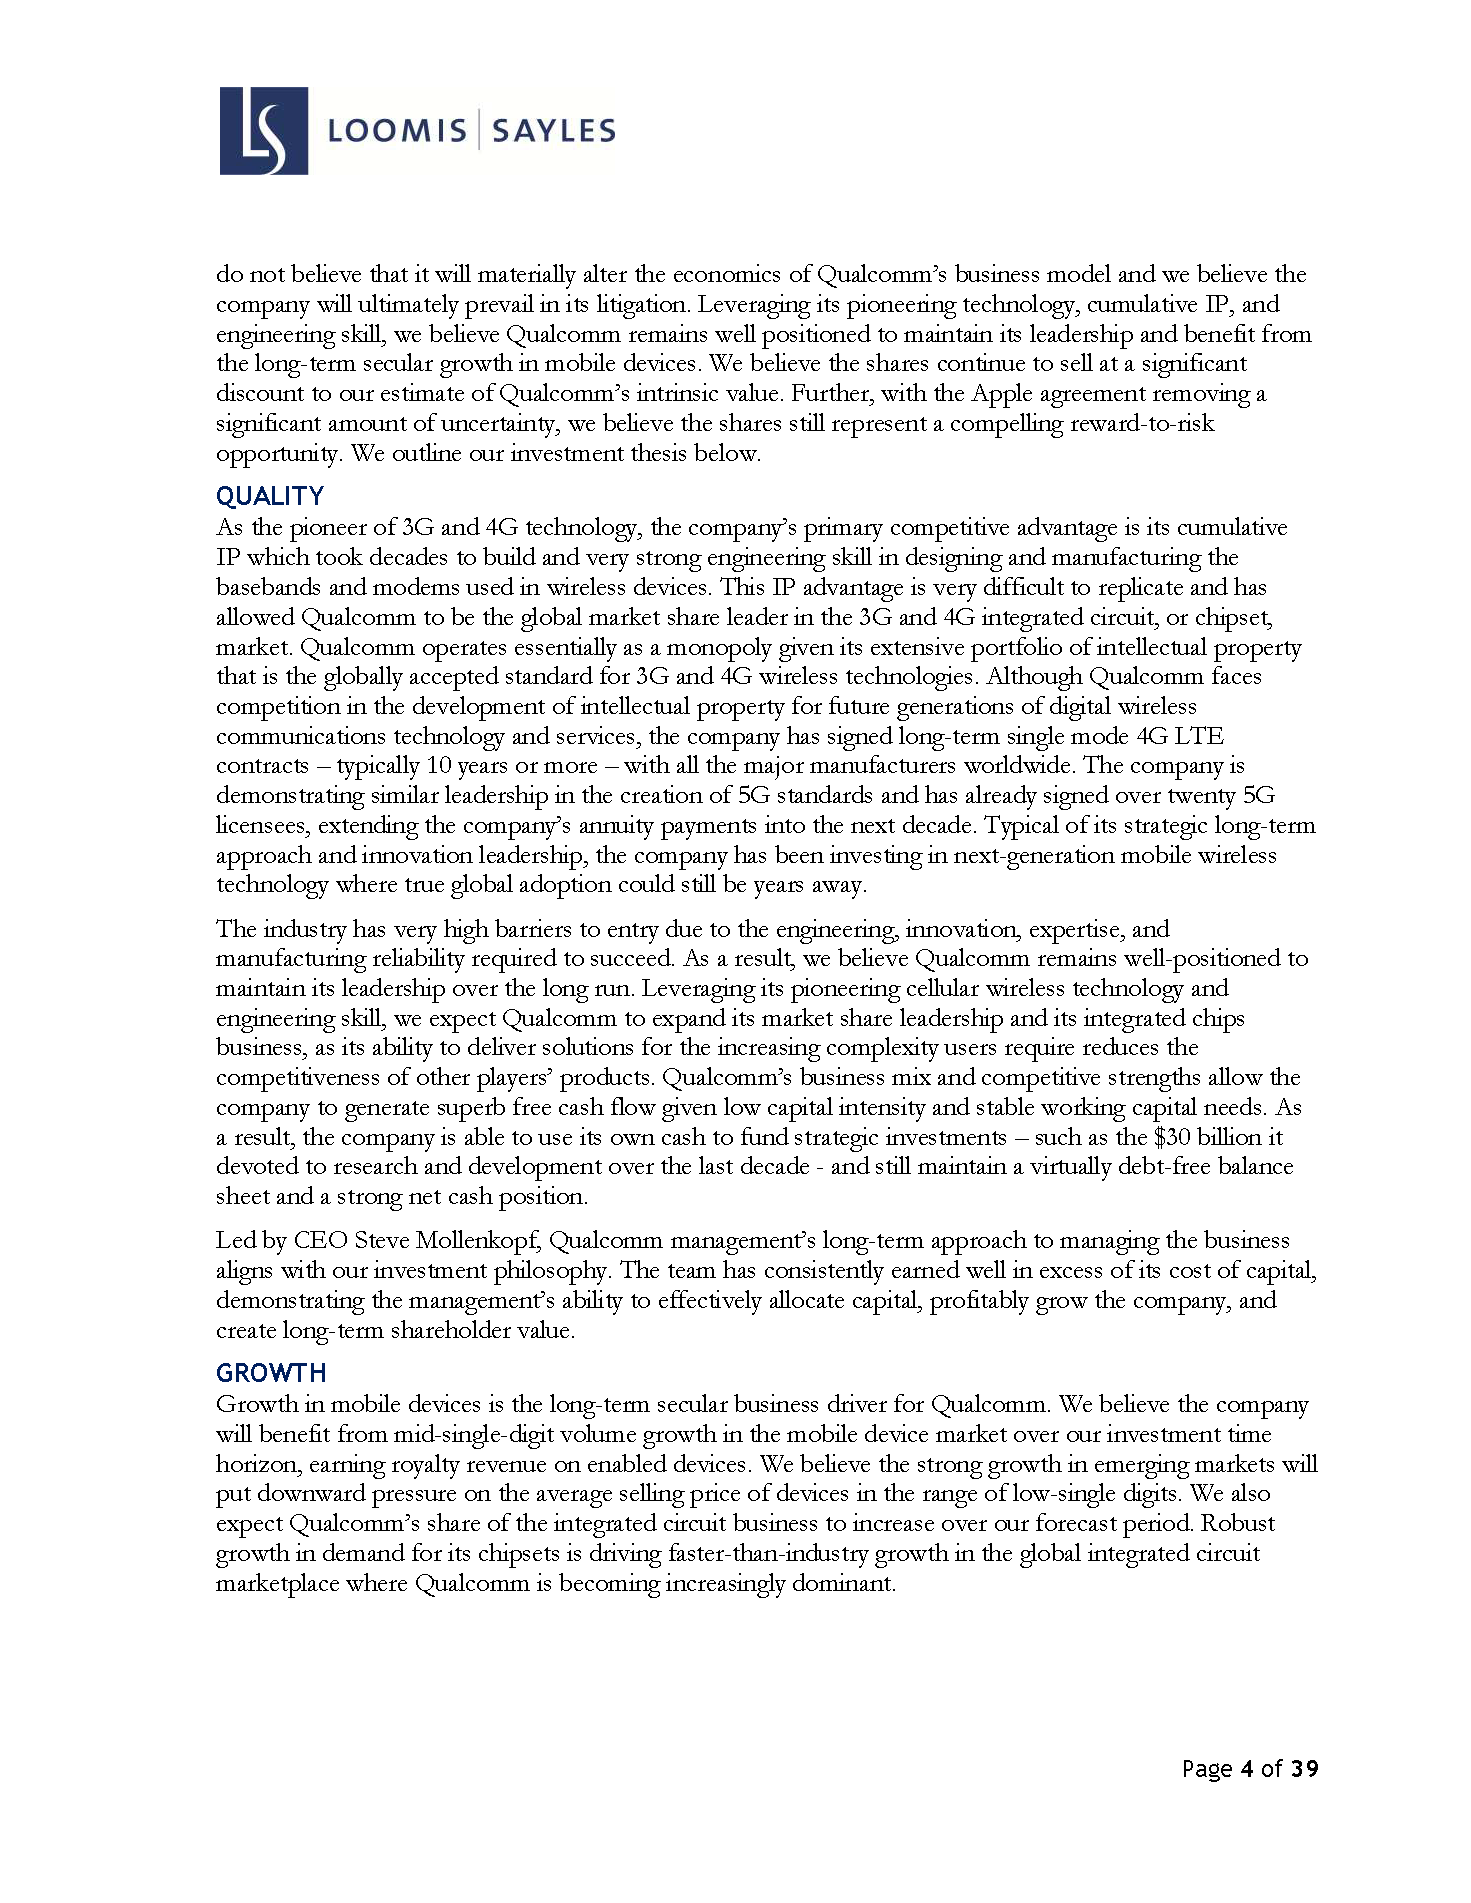 LS LOOMIS | SAYLES
do not believe that it will materially alter the economics of Qualcomm’s business model and we believe the
company will ultimately prevail in its litigation. Leveraging its pioneering technology, cumulative IP, and
engineering skill, we believe Qualcomm remains well positioned to maintain its leadership and benefit from
the long-term secular growth in mobile devices. We believe the shares continue to sell at a significant
discount to our estimate of Qualcomm’s intrinsic value. Further, with the Apple agreement removing a
significant amount of uncertainty, we believe the shares still represent a compelling reward-to-risk
opportunity. We outline our investment thesis below.
QUALITY
As the pioneer of 3G and 4G technology, the company’s primary competitive advantage is its cumulative
IP which took decades to build and very strong engineering skill in designing and manufacturing the
basebands and modems used in wireless devices. This IP advantage is very difficult to replicate and has
allowed Qualcomm to be the global market share leader in the 3G and 4G integrated circuit, or chipset,
market. Qualcomm operates essentially as a monopoly given its extensive portfolio of intellectual property
that is the globally accepted standard for 3G and 4G wireless technologies. Although Qualcomm faces
competition in the development of intellectual property for future generations of digital wireless
communications technology and services, the company has signed long-term single mode 4G LTE
contracts – typically 10 years or more – with all the major manufacturers worldwide. The company is
demonstrating similar leadership in the creation of 5G standards and has already signed over twenty 5G
licensees, extending the company’s annuity payments into the next decade. Typical of its strategic long-term
approach and innovation leadership, the company has been investing in next-generation mobile wireless
technology where true global adoption could still be years away.
The industry has very high barriers to entry due to the engineering, innovation, expertise, and
manufacturing reliability required to succeed. As a result, we believe Qualcomm remains well-positioned to
maintain its leadership over the long run. Leveraging its pioneering cellular wireless technology and
engineering skill, we expect Qualcomm to expand its market share leadership and its integrated chips
business, as its ability to deliver solutions for the increasing complexity users require reduces the
competitiveness of other players’ products. Qualcomm’s business mix and competitive strengths allow the
company to generate superb free cash flow given low capital intensity and stable working capital needs. As
a result, the company is able to use its own cash to fund strategic investments – such as the $30 billion it
devoted to research and development over the last decade - and still maintain a virtually debt-free balance
sheet and a strong net cash position.
Led by CEO Steve Mollenkopf, Qualcomm management’s long-term approach to managing the business
aligns with our investment philosophy. The team has consistently earned well in excess of its cost of capital,
demonstrating the management’s ability to effectively allocate capital, profitably grow the company, and
create long-term shareholder value.
GROWTH
Growth in mobile devices is the long-term secular business driver for Qualcomm. We believe the company
will benefit from mid-single-digit volume growth in the mobile device market over our investment time
horizon, earning royalty revenue on enabled devices. We believe the strong growth in emerging markets will
put downward pressure on the average selling price of devices in the range of low-single digits. We also
expect Qualcomm’s share of the integrated circuit business to increase over our forecast period. Robust
growth in demand for its chipsets is driving faster-than-industry growth in the global integrated circuit
marketplace where Qualcomm is becoming increasingly dominant.
Page 4 of 39